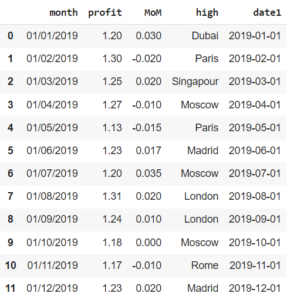 month profit MoM high date1
0 01/01/2019 1.20 0.030 Dubai 2019-01-01
1 01/02/2019 1.30 -0.020 Paris 2019-02-01
2 01/03/2019 1.25 0.020 Singapour 2019-03-01
3 01/04/2019 1.27 -0.010 Moscow 2019-04-01
4 01/05/2019 1.13 -0.015 Paris 2019-05-01
5 01/06/2019 1.23 0.017 Madrid 2019-06-01
6 01/07/2019 1.20 0.035 Moscow 2019-07-01
7 01/08/2019 1.31 0.020 London 2019-08-01
8 01/09/2019 1.24 0.010 London 2019-09-01
9 01/10/2019 1.18 0.000 Moscow 2019-10-01
10 01/11/2019 1.17 -0.010 Rome 2019-11-01
11 01/12/2019 1.23 0.020 Madrid 2019-12-01